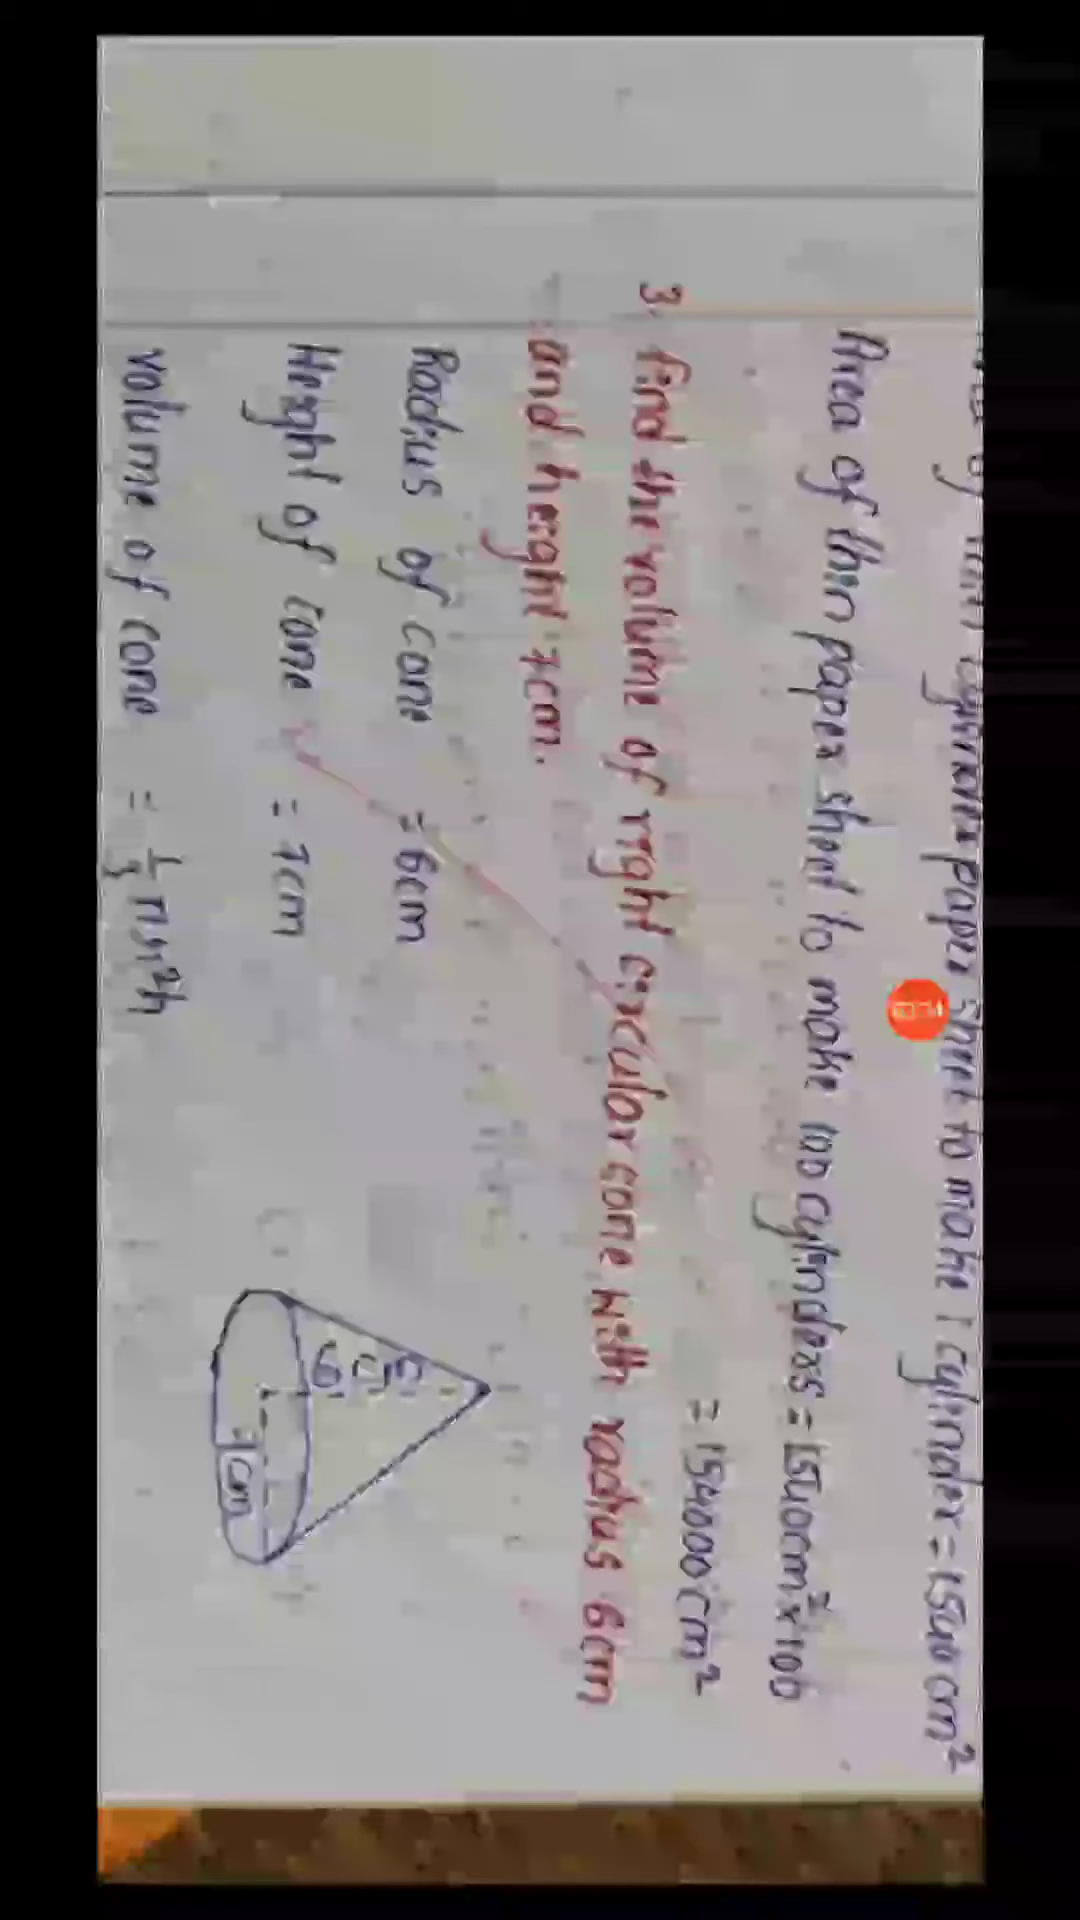 paper sheet to make 1 cylinder = 1540 cm²
Area of thin paper sheet to make 100 cylinders = 1540cm² × 100
= 154000 cm²
3. find the volume of right circular cone with radius 6cm
and height 7cm.
Radius of cone = 6cm
Height of cone = 7cm
volume of cone = 1/3 πr²h
6cm
7cm